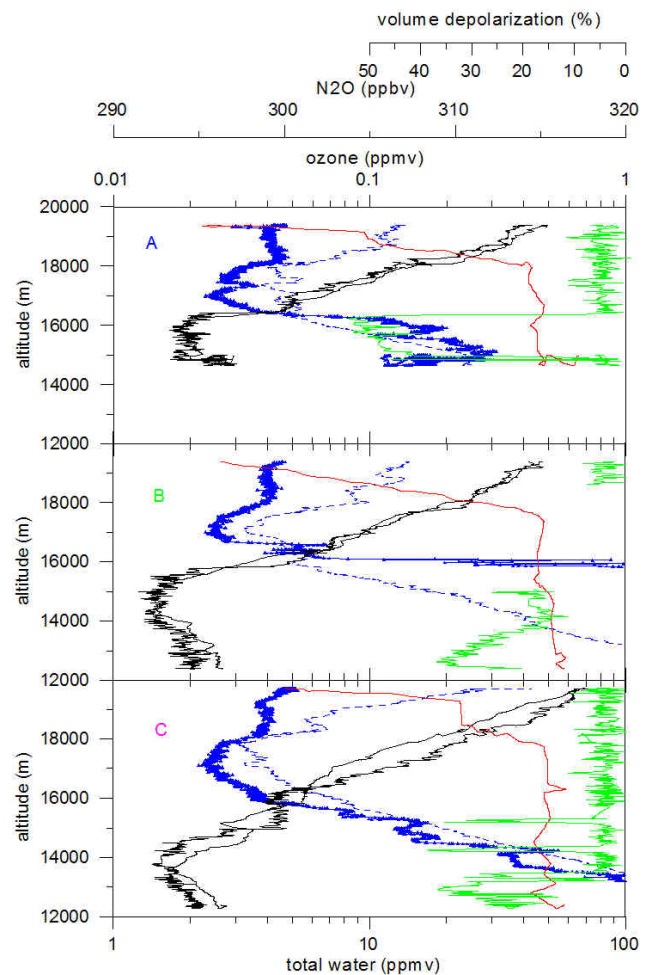 volume depolarization (%)
50 40 30 20 10 0
N2O (ppbv)
290 300 310 320
ozone (ppmv)
0.01 0.1 1
20000
A
18000
altitude (m)
16000
14000
12000
B
18000
altitude (m)
16000
14000
12000
C
18000
altitude (m)
16000
14000
12000
1 10 100
total water (ppmv)